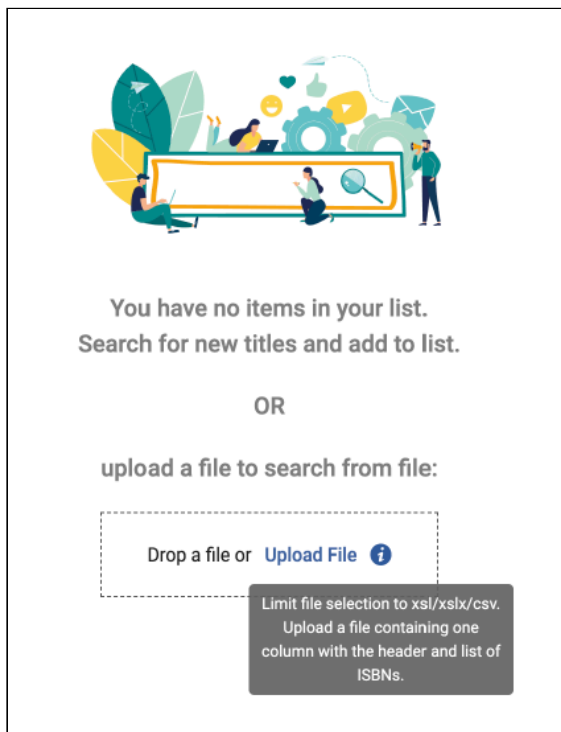 You have no items in your list.
Search for new titles and add to list.
OR
upload a file to search from file:
Drop a file or Upload File i
Limit file selection to xsl/xslx/csv.
Upload a file containing one
column with the header and list of
ISBNs.